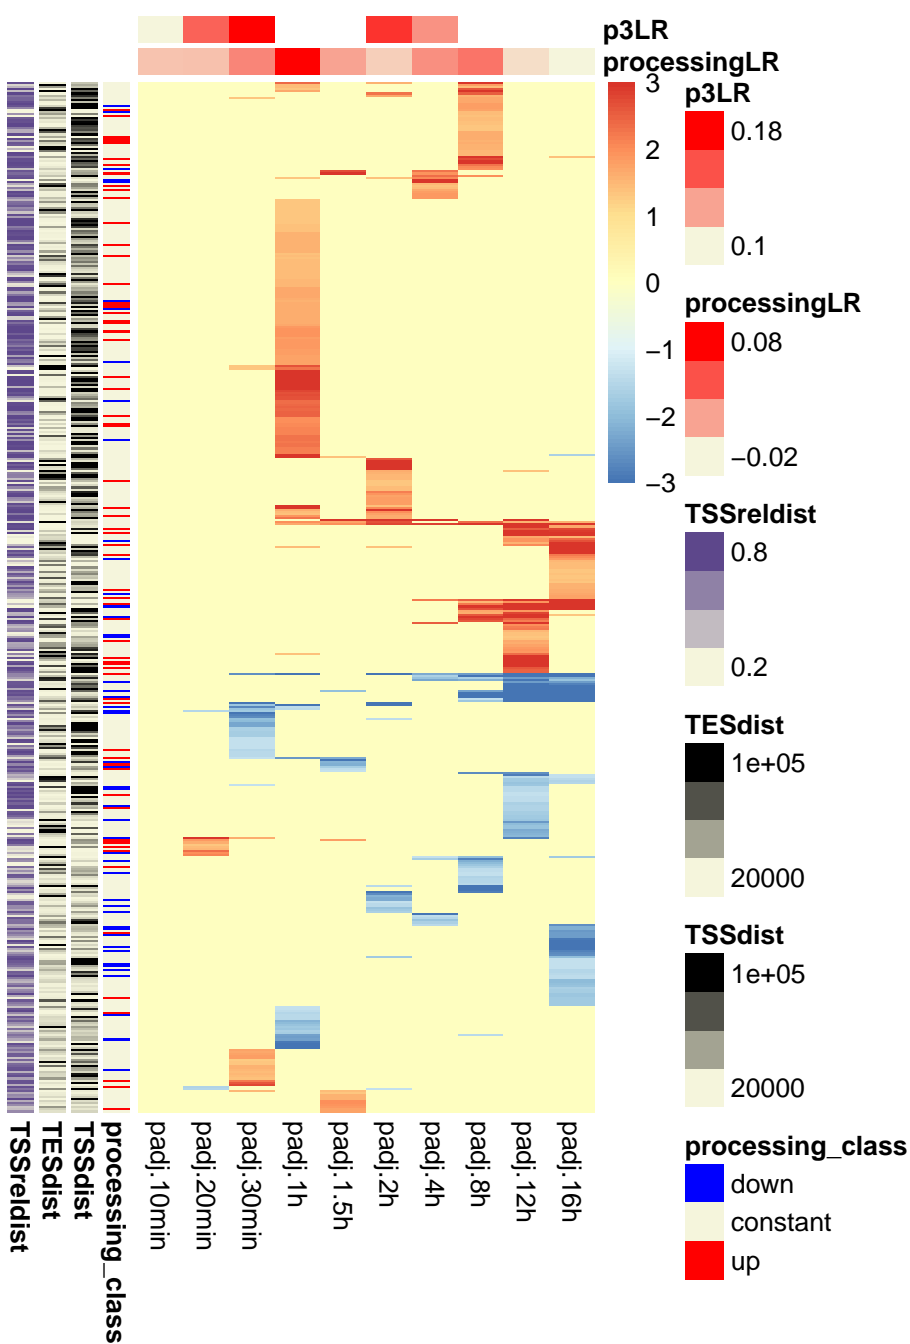 p3LR
processingLR
3
2
1
0
−1
−2
−3
p3LR
0.18
0.1
processingLR
0.08
−0.02
TSSreldist
0.8
0.2
TESdist
1e+05
20000
TSSdist
1e+05
20000
processing_class
down
constant
up
TSSreldist
TESdist
TSSdist
processing_class
padj.10min
padj.20min
padj.30min
padj.1h
padj.1.5h
padj.2h
padj.4h
padj.8h
padj.12h
padj.16h